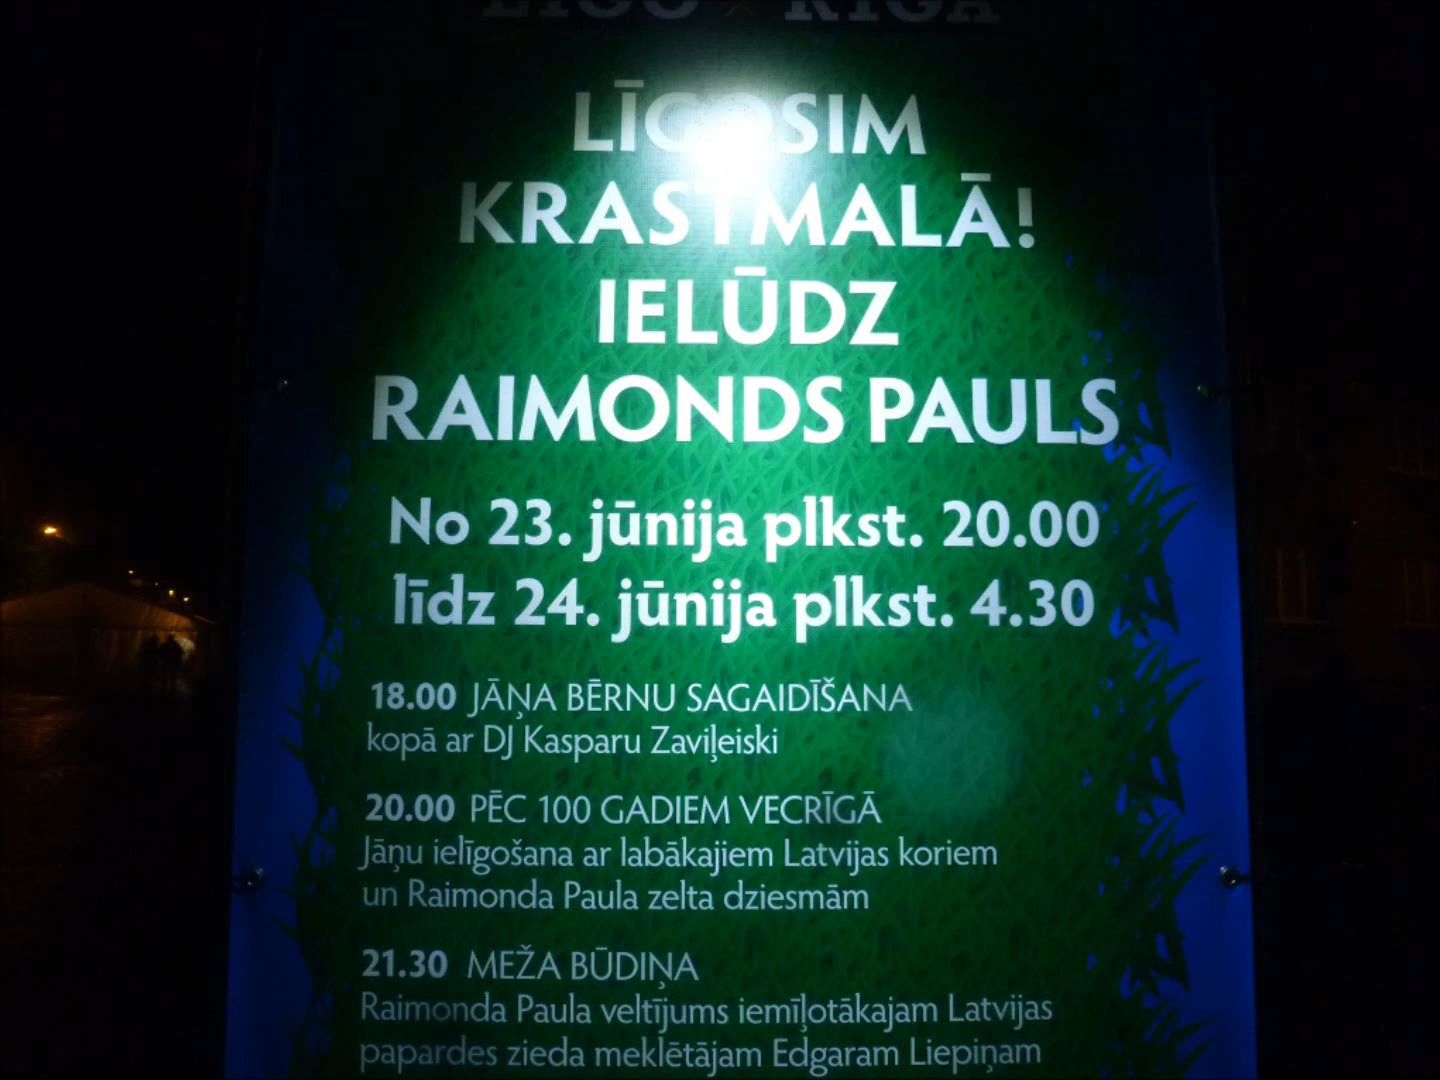 LĪGO × RĪGA
LĪGOSIM
KRASTMALĀ!
IELŪDZ
RAIMONDS PAULS
No 23. jūnija plkst. 20.00
līdz 24. jūnija plkst. 4.30
18.00 JĀŅA BĒRNU SAGAIDĪŠANA
kopā ar DJ Kasparu Zaviļeiski
20.00 PĒC 100 GADIEM VECRĪGĀ
Jāņu ielīgošana ar labākajiem Latvijas koriem
un Raimonda Paula zelta dziesmām
21.30 MEŽA BŪDIŅA
Raimonda Paula veltījums iemīļotākajam Latvijas
papardes zieda meklētājam Edgaram Liepiņam